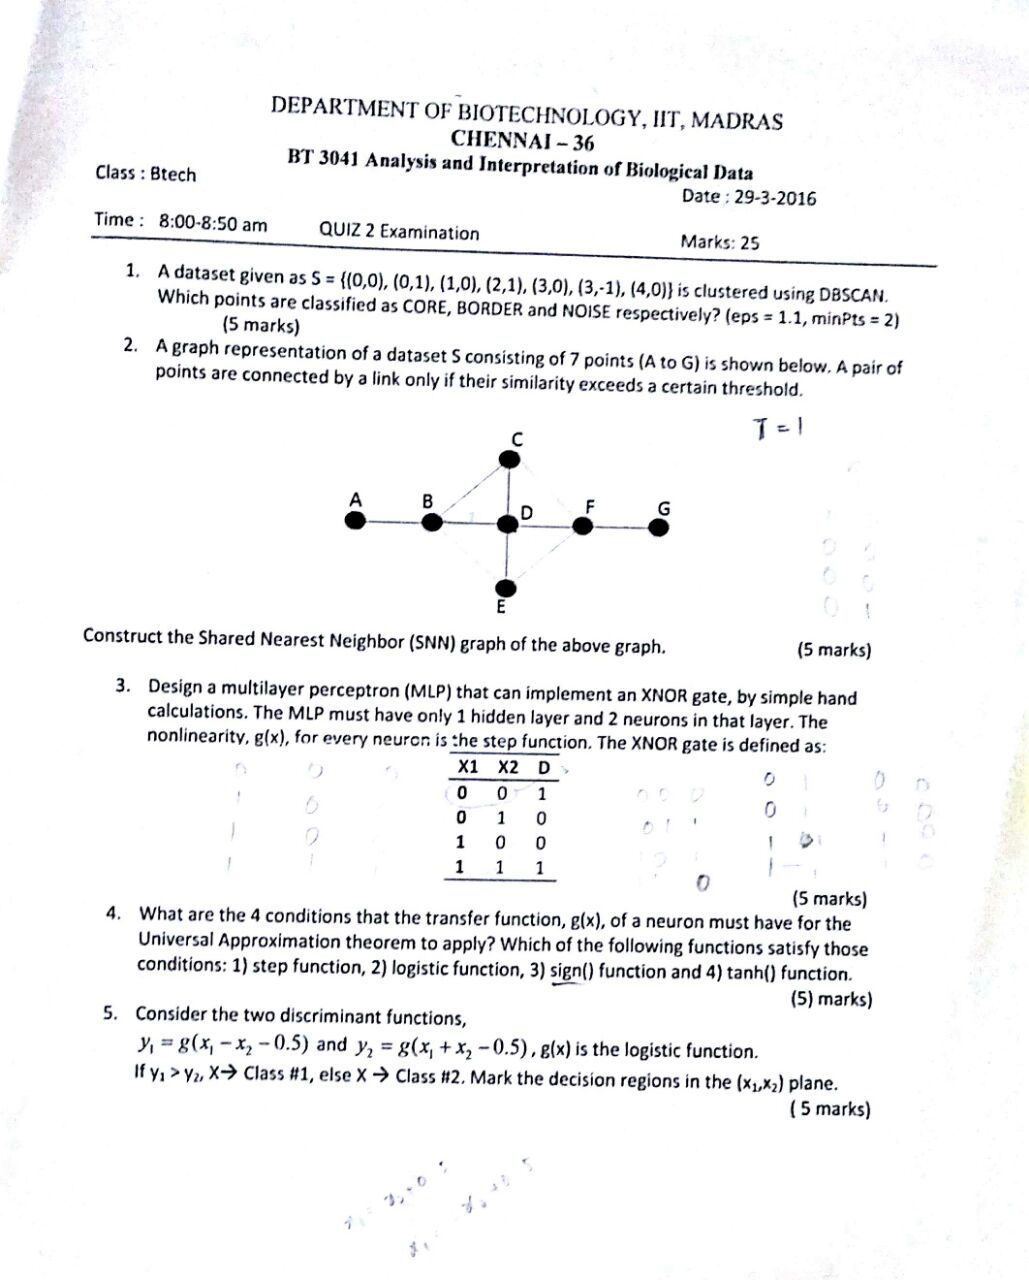 DEPARTMENT OF BIOTECHNOLOGY, IIT, MADRAS
CHENNAI – 36
BT 3041 Analysis and Interpretation of Biological Data
Class : Btech
Date : 29-3-2016
Time : 8:00-8:50 am QUIZ 2 Examination Marks: 25
1. A dataset given as S = {(0,0), (0,1), (1,0), (2,1), (3,0), (3,-1), (4,0)} is clustered using DBSCAN.
Which points are classified as CORE, BORDER and NOISE respectively? (eps = 1.1, minPts = 2)
(5 marks)
2. A graph representation of a dataset S consisting of 7 points (A to G) is shown below. A pair of
points are connected by a link only if their similarity exceeds a certain threshold.
T = 1
C
A B D F G
E
Construct the Shared Nearest Neighbor (SNN) graph of the above graph. (5 marks)
3. Design a multilayer perceptron (MLP) that can implement an XNOR gate, by simple hand
calculations. The MLP must have only 1 hidden layer and 2 neurons in that layer. The
nonlinearity, g(x), for every neuron is the step function. The XNOR gate is defined as:
X1 X2 D
0 0 1
0 1 0
1 0 0
1 1 1
(5 marks)
4. What are the 4 conditions that the transfer function, g(x), of a neuron must have for the
Universal Approximation theorem to apply? Which of the following functions satisfy those
conditions: 1) step function, 2) logistic function, 3) sign() function and 4) tanh() function.
(5) marks)
5. Consider the two discriminant functions,
y₁ = g(x₁ − x₂ − 0.5) and y₂ = g(x₁ + x₂ − 0.5), g(x) is the logistic function.
If y₁ > y₂, X→ Class #1, else X → Class #2. Mark the decision regions in the (x₁,x₂) plane.
( 5 marks)